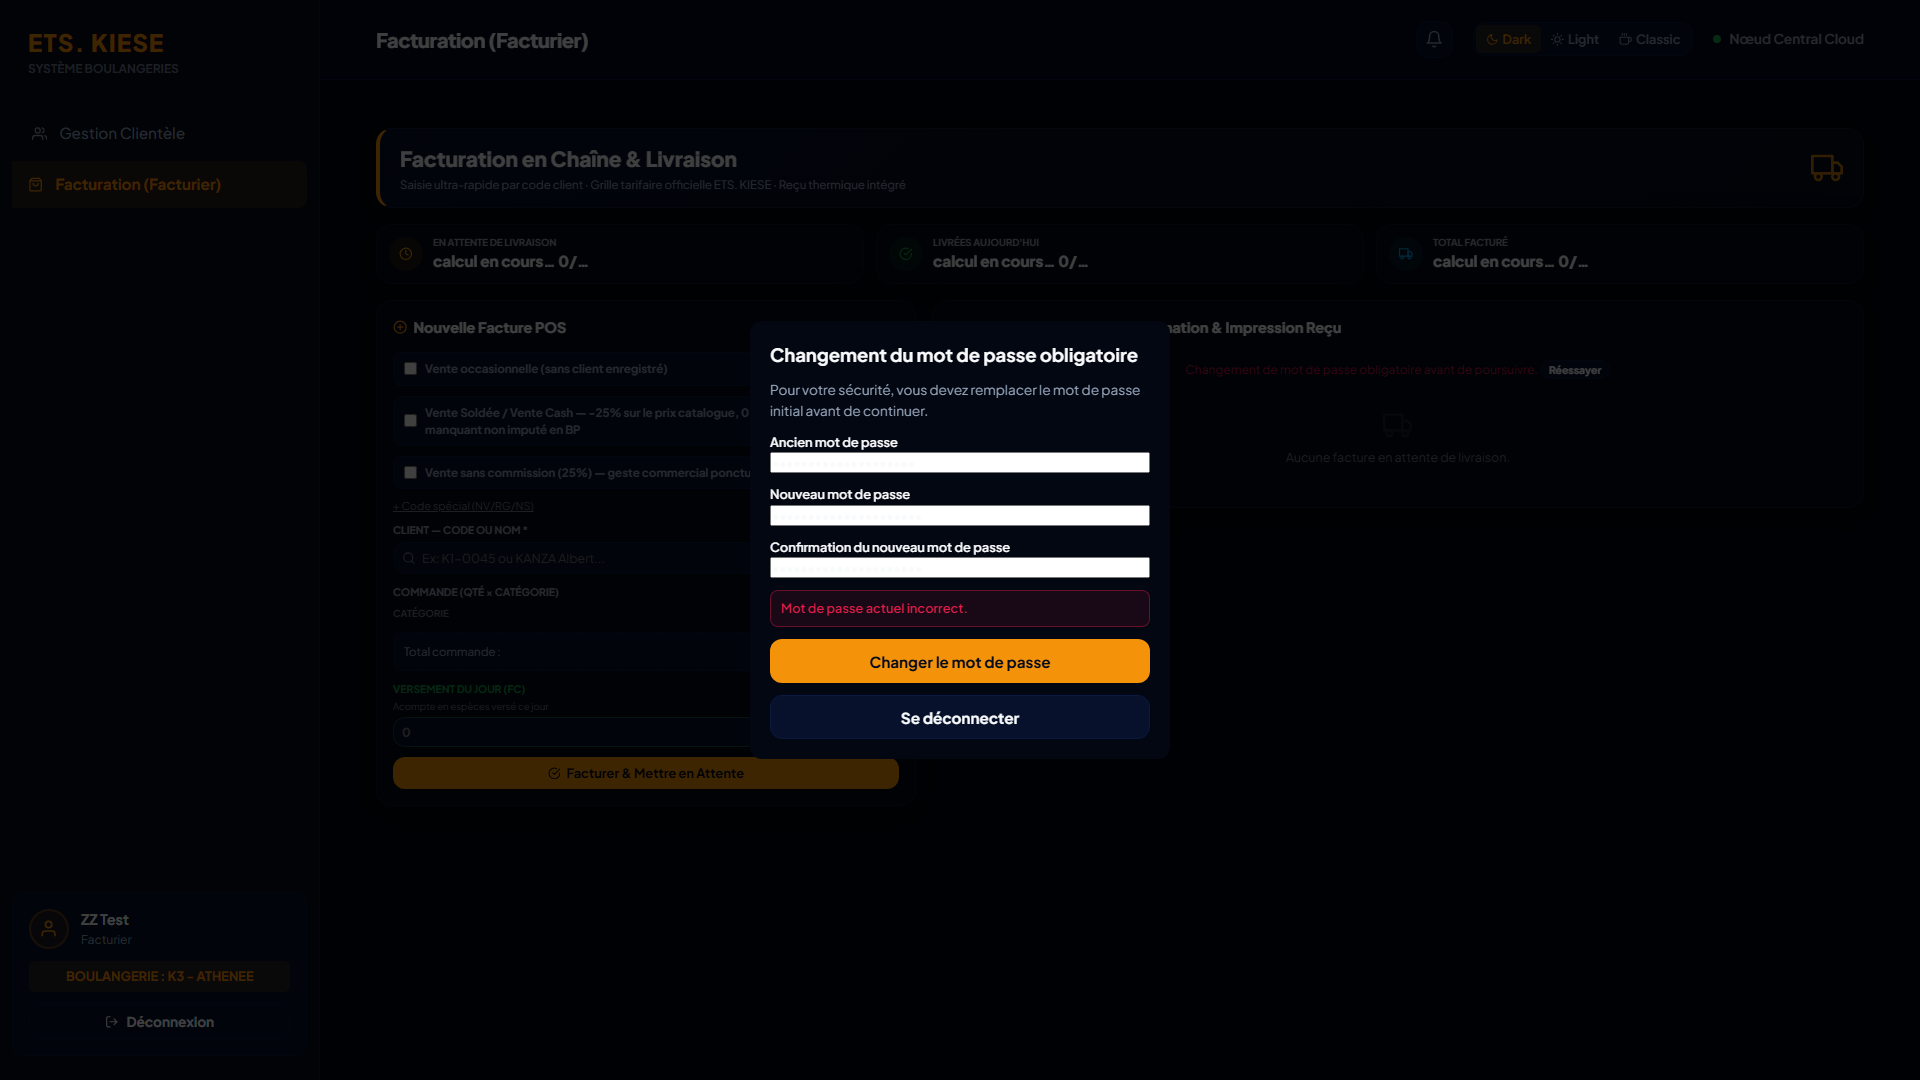 ETS. KIESE
SYSTÈME BOULANGERIES
Gestion Clientèle
Facturation (Facturier)
Facturation (Facturier)
Dark
Light
Classic
Nœud Central Cloud
Facturation en Chaîne & Livraison
Saisie ultra-rapide par code client · Grille tarifaire officielle ETS. KIESE · Reçu thermique intégré
EN ATTENTE DE LIVRAISON
calcul en cours… 0/…
LIVRÉES AUJOURD'HUI
calcul en cours… 0/…
TOTAL FACTURÉ
calcul en cours… 0/…
Nouvelle Facture POS
Vente occasionnelle (sans client enregistré)
Vente Soldée / Vente Cash — -25% sur le prix catalogue, 0
manquant non imputé en BP
Vente sans commission (25%) — geste commercial ponctu
+ Code spécial (NV/RG/NS)
CLIENT — CODE OU NOM *
Ex: K1-0045 ou KANZA Albert...
COMMANDE (QTÉ × CATÉGORIE)
CATÉGORIE
Total commande :
VERSEMENT DU JOUR (FC)
Acompte en espèces versé ce jour
0
Facturer & Mettre en Attente
mation & Impression Reçu
Changement de mot de passe obligatoire avant de poursuivre.
Réessayer
Aucune facture en attente de livraison.
Changement du mot de passe obligatoire
Pour votre sécurité, vous devez remplacer le mot de passe
initial avant de continuer.
Ancien mot de passe
Nouveau mot de passe
Confirmation du nouveau mot de passe
Mot de passe actuel incorrect.
Changer le mot de passe
Se déconnecter
ZZ Test
Facturier
BOULANGERIE : K3 - ATHENEE
Déconnexion